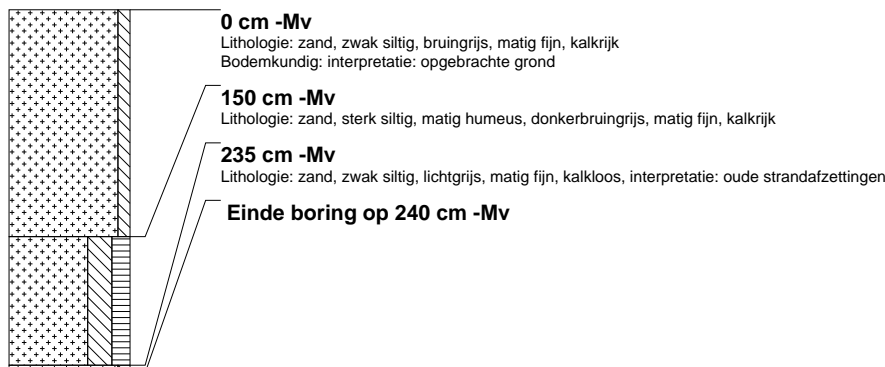 0 cm -Mv
Lithologie: zand, zwak siltig, bruingrijs, matig fijn, kalkrijk
Bodemkundig: interpretatie: opgebrachte grond
150 cm -Mv
Lithologie: zand, sterk siltig, matig humeus, donkerbruingrijs, matig fijn, kalkrijk
235 cm -Mv
Lithologie: zand, zwak siltig, lichtgrijs, matig fijn, kalkloos, interpretatie: oude strandafzettingen
Einde boring op 240 cm -Mv